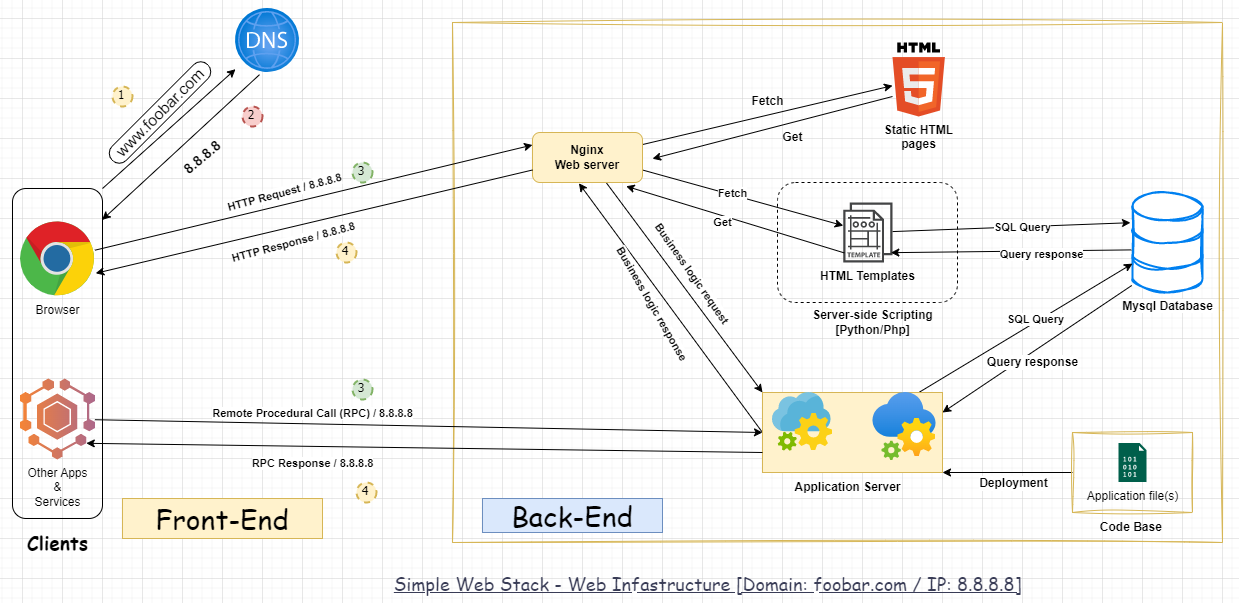 DNS
1
www.foobar.com
2
8.8.8.8
HTML
Static HTML
pages
Fetch
Get
Nginx
Web server
3
HTTP Request / 8.8.8.8
HTTP Response / 8.8.8.8
4
Browser
Fetch
Get
TEMPLATE
HTML Templates
Server-side Scripting
[Python/Php]
SQL Query
Query response
Mysql Database
Business logic request
Business logic response
SQL Query
Query response
3
Remote Procedural Call (RPC) / 8.8.8.8
RPC Response / 8.8.8.8
4
Other Apps
&
Services
Clients
Application Server
Deployment
101
010
101
Application file(s)
Code Base
Front-End
Back-End
Simple Web Stack - Web Infastructure [Domain: foobar.com / IP: 8.8.8.8]